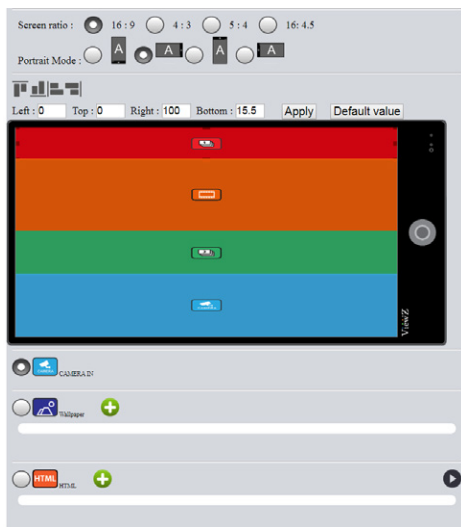 Screen ratio : 16 : 9 4 : 3 5 : 4 16: 4.5
Portrait Mode : A A A A
Left : 0 Top : 0 Right : 100 Bottom : 15.5 Apply Default value
ViewZ
CAMERA IN
Wallpaper
HTML HTML